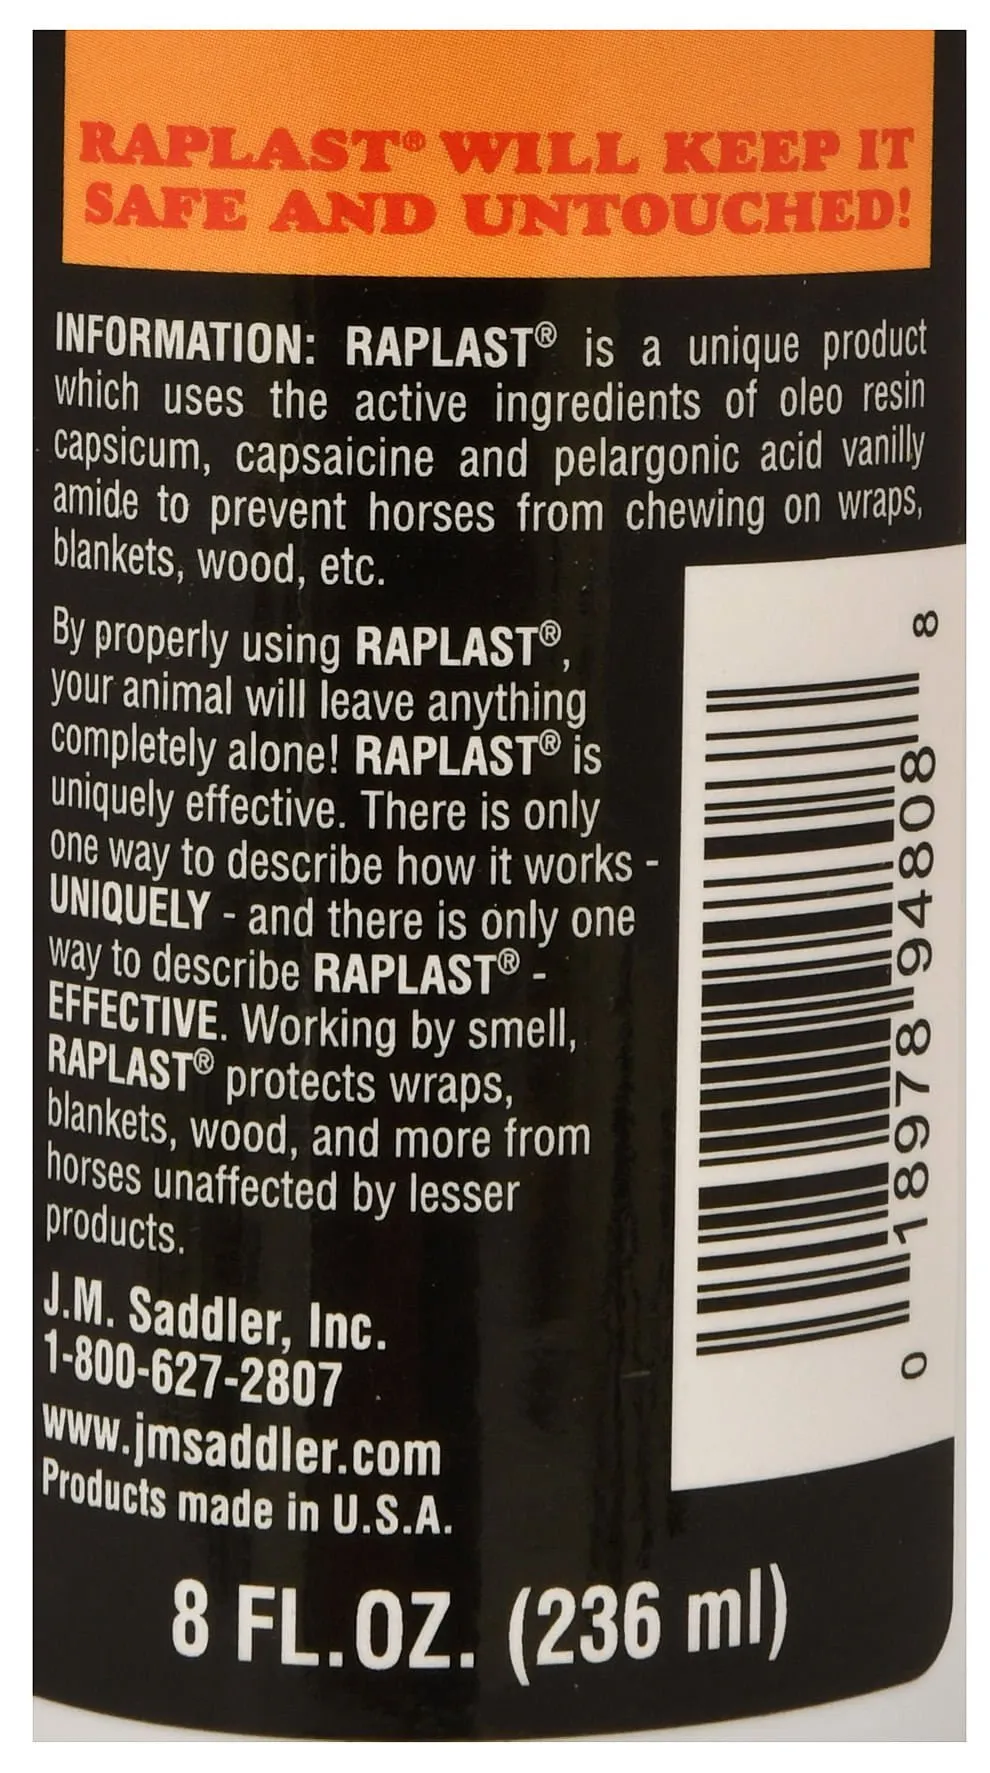 RAPLAST® WILL KEEP IT
SAFE AND UNTOUCHED!
INFORMATION: RAPLAST® is a unique product
which uses the active ingredients of oleo resin
capsicum, capsaicine and pelargonic acid vanilly
amide to prevent horses from chewing on wraps,
blankets, wood, etc.
By properly using RAPLAST®,
your animal will leave anything
completely alone! RAPLAST® is
uniquely effective. There is only
one way to describe how it works -
UNIQUELY - and there is only one
way to describe RAPLAST® -
EFFECTIVE. Working by smell,
RAPLAST® protects wraps,
blankets, wood, and more from
horses unaffected by lesser
products.
J.M. Saddler, Inc.
1-800-627-2807
www.jmsaddler.com
Products made in U.S.A.
8 FL.OZ. (236 ml)
0 18978 94808 8